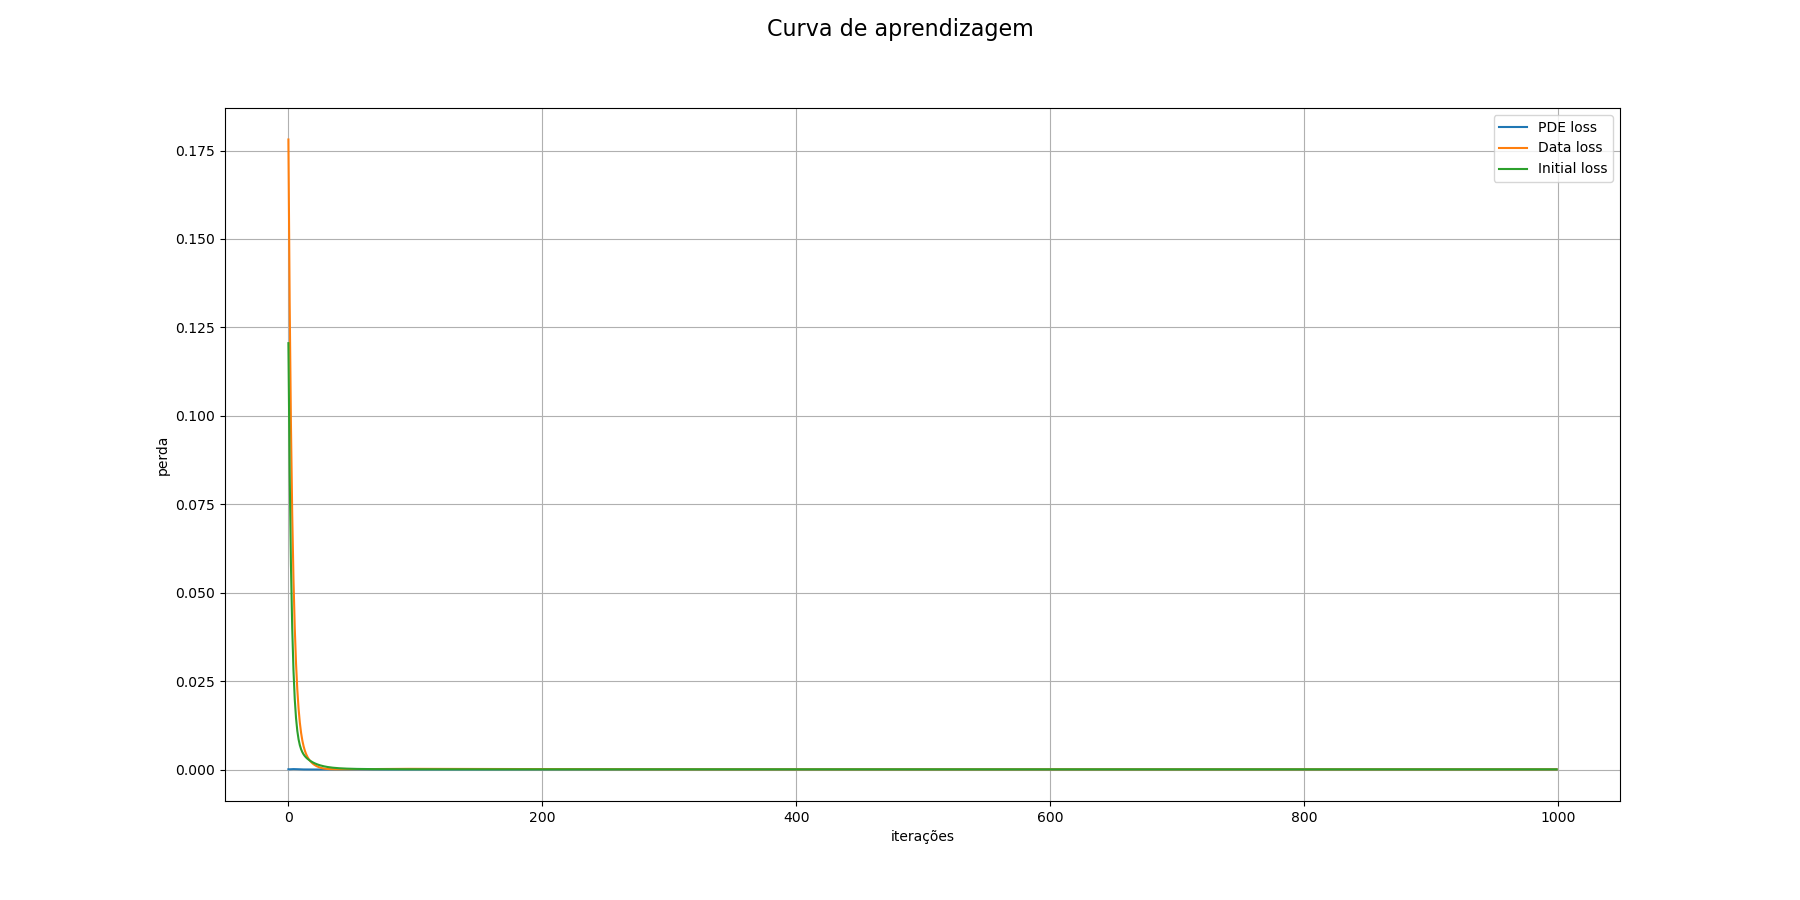 Curva de aprendizagem
PDE loss
Data loss
Initial loss
0.175
0.150
0.125
0.100
0.075
0.050
0.025
0.000
perda
0 200 400 600 800 1000
iterações